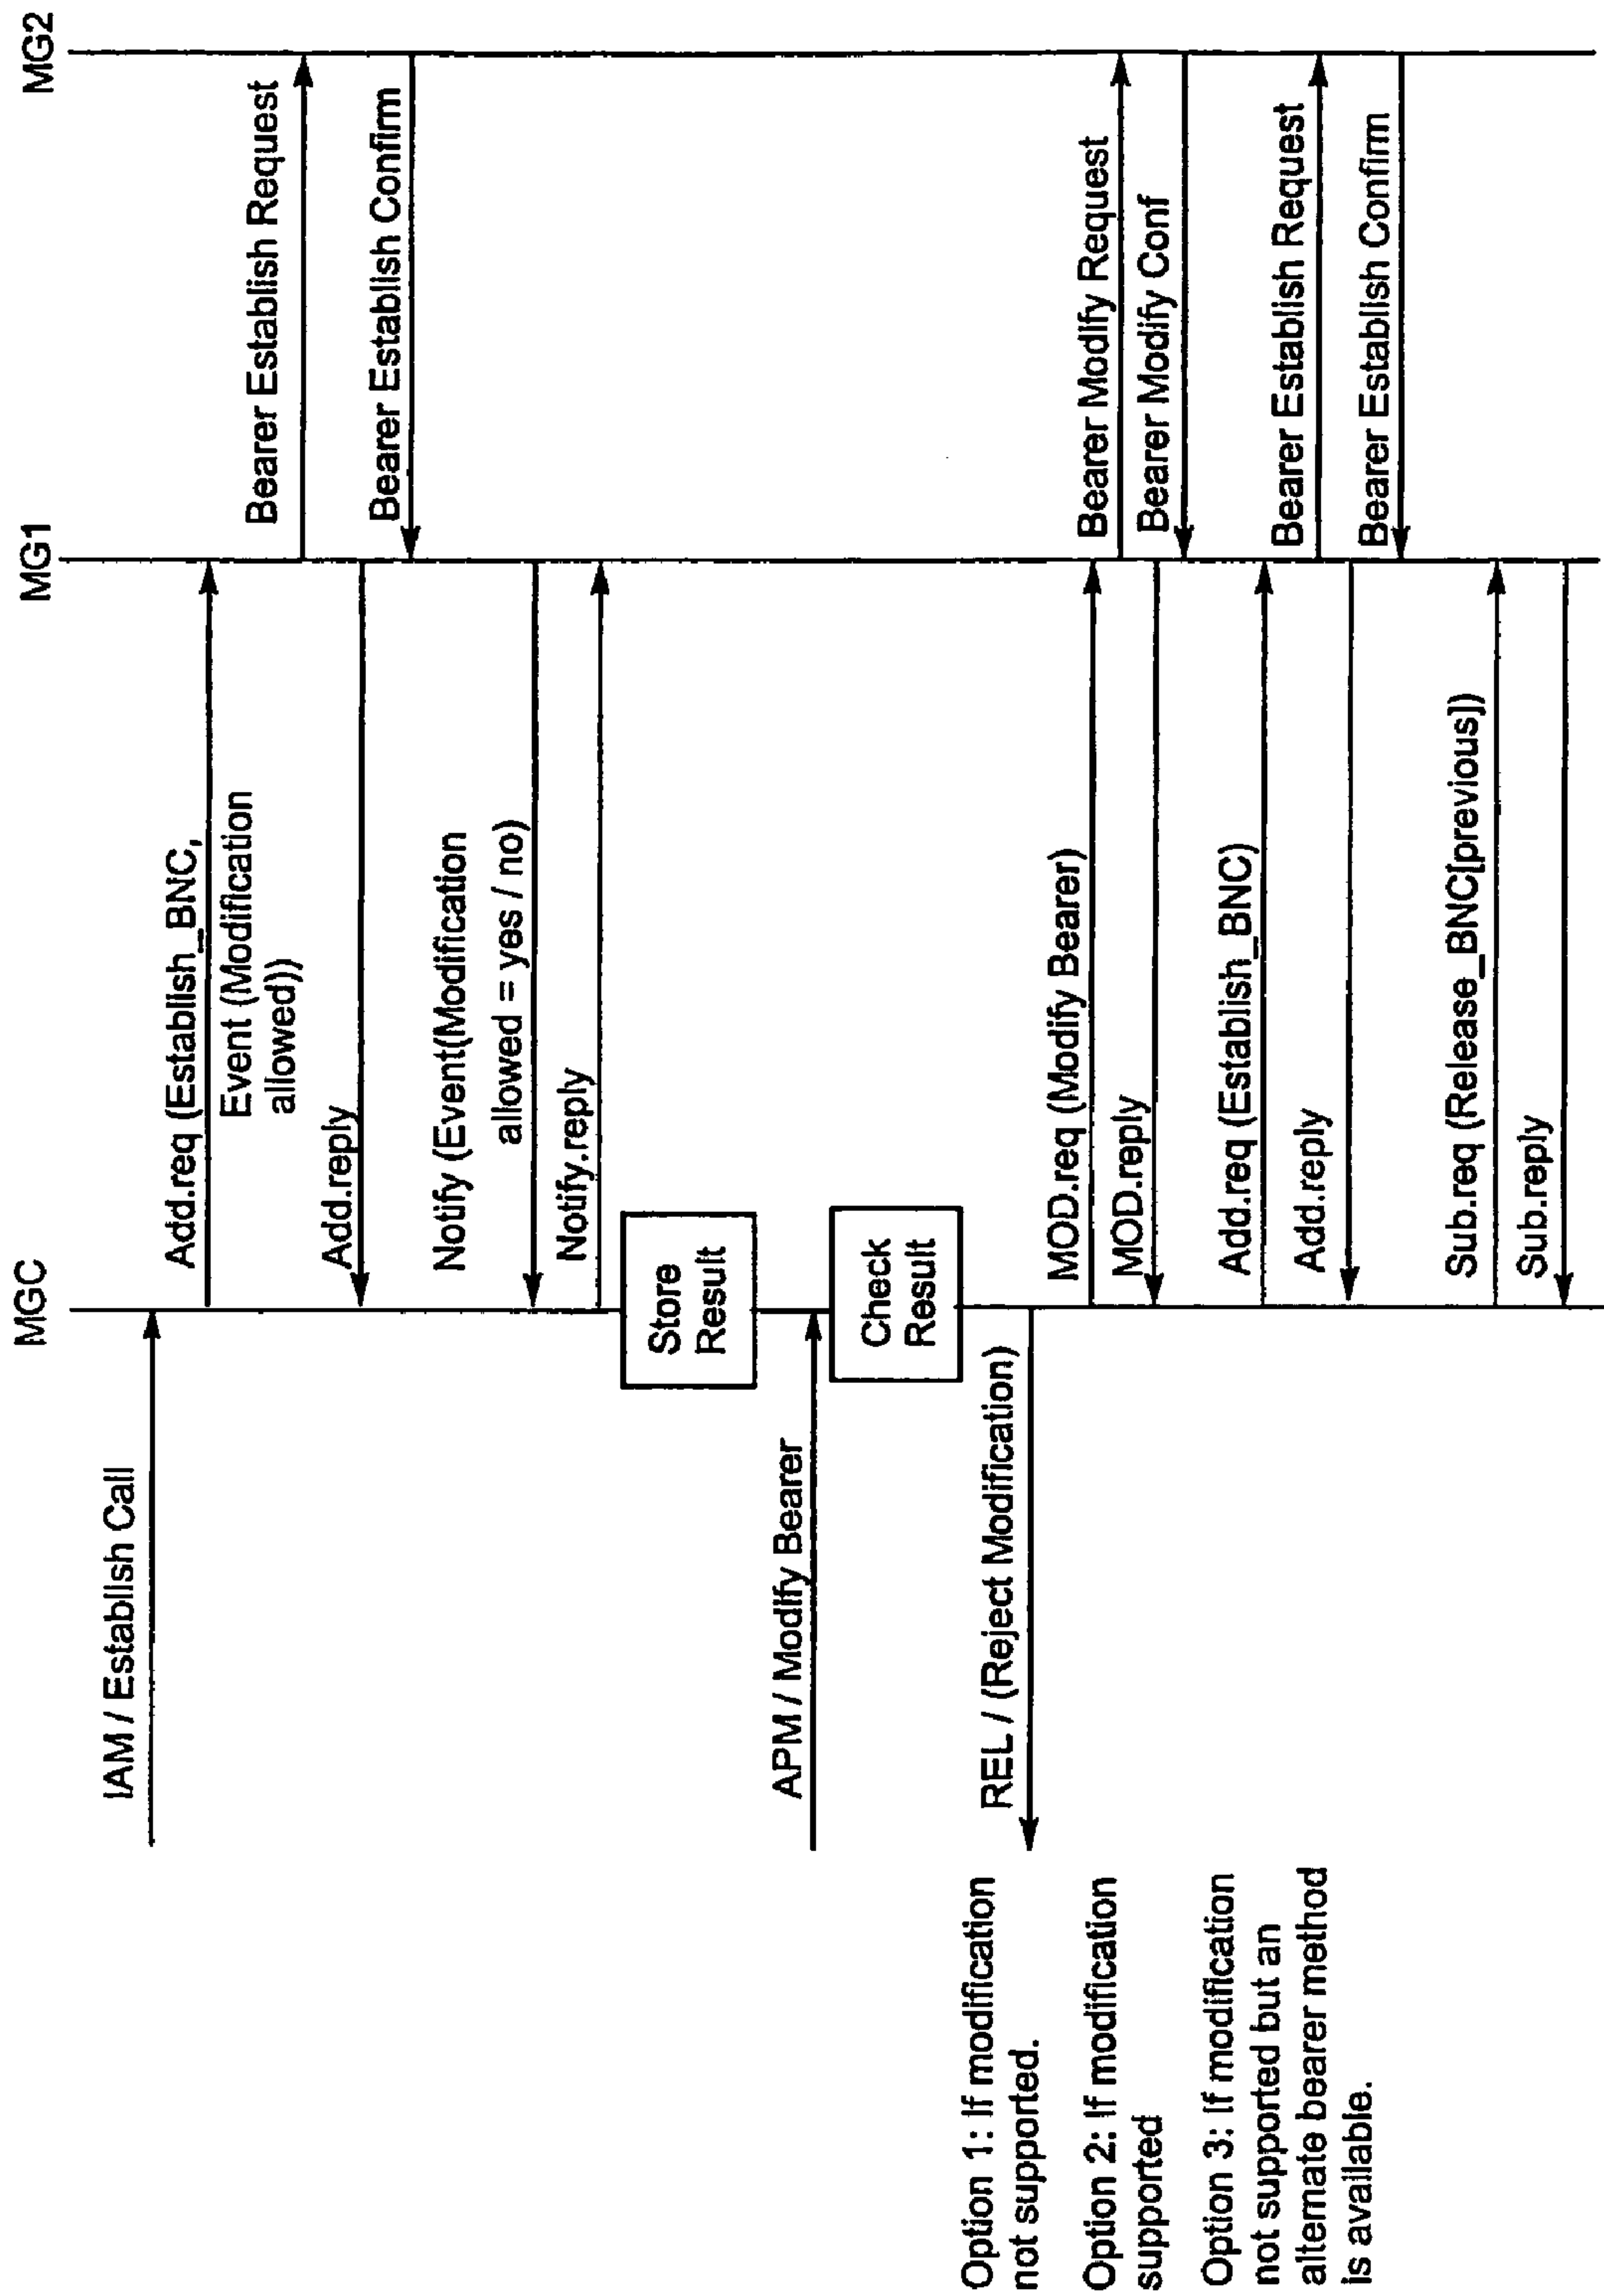 MGC
MG1
MG2
IAM / Establish Call
Add.req (Establish_BNC,
Event (Modification
allowed))
Bearer Establish Request
Add.reply
Bearer Establish Confirm
Notify (Event(Modification
allowed = yes / no)
Notify.reply
Store
Result
APM / Modify Bearer
Check
Result
Option 1: If modification
not supported.
REL / (Reject Modification)
Option 2: If modification
supported
MOD.req (Modify Bearer)
Bearer Modify Request
MOD.reply
Bearer Modify Conf
Option 3: If modification
not supported but an
alternate bearer method
is available.
Add.req (Establish_BNC)
Bearer Establish Request
Add.reply
Bearer Establish Confirm
Sub.req (Release_BNC[previous])
Sub.reply